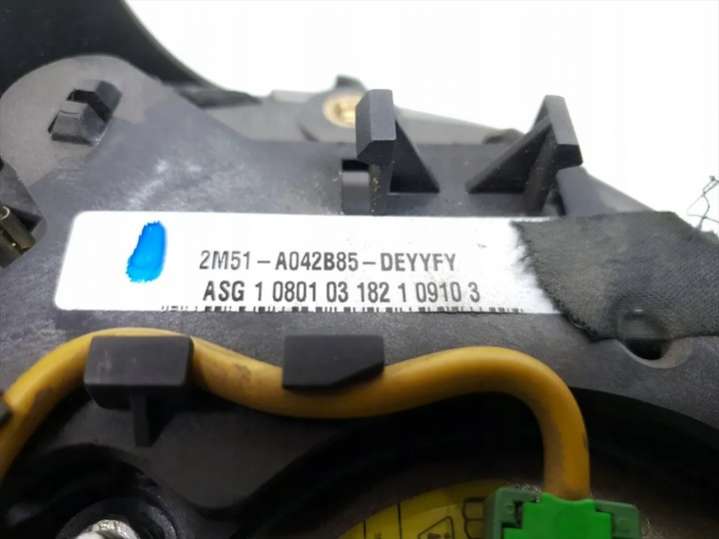 2M51-A042B85-DEYYFY
ASG 1 0801 03 182 1 0910 3